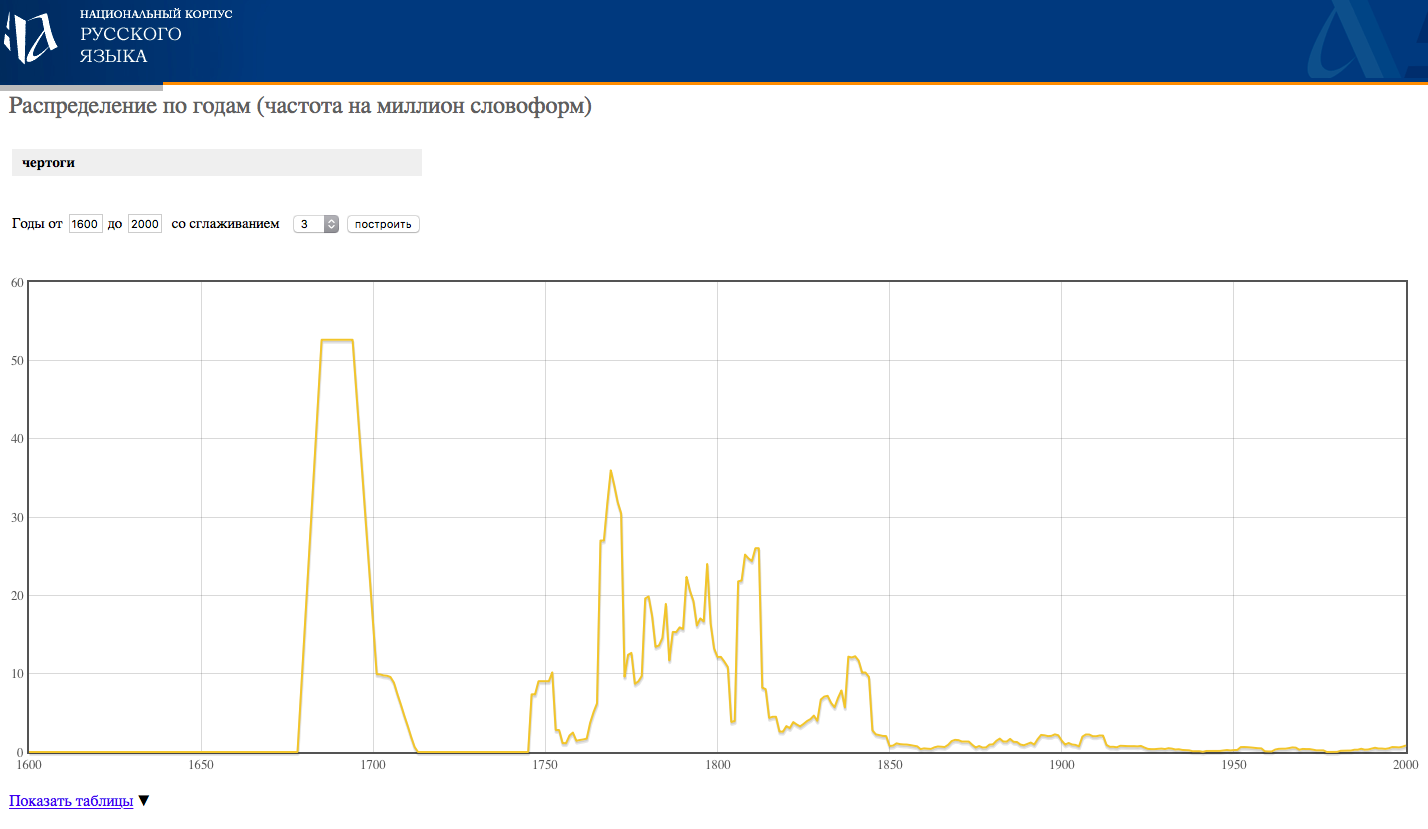 НАЦИОНАЛЬНЫЙ КОРПУС
РУССКОГО
ЯЗЫКА
Распределение по годам (частота на миллион словоформ)
чертоги
Годы от 1600 до 2000 со сглаживанием 3 построить
60
50
40
30
20
10
0
1600 1650 1700 1750 1800 1850 1900 1950 2000
Показать таблицы ▼